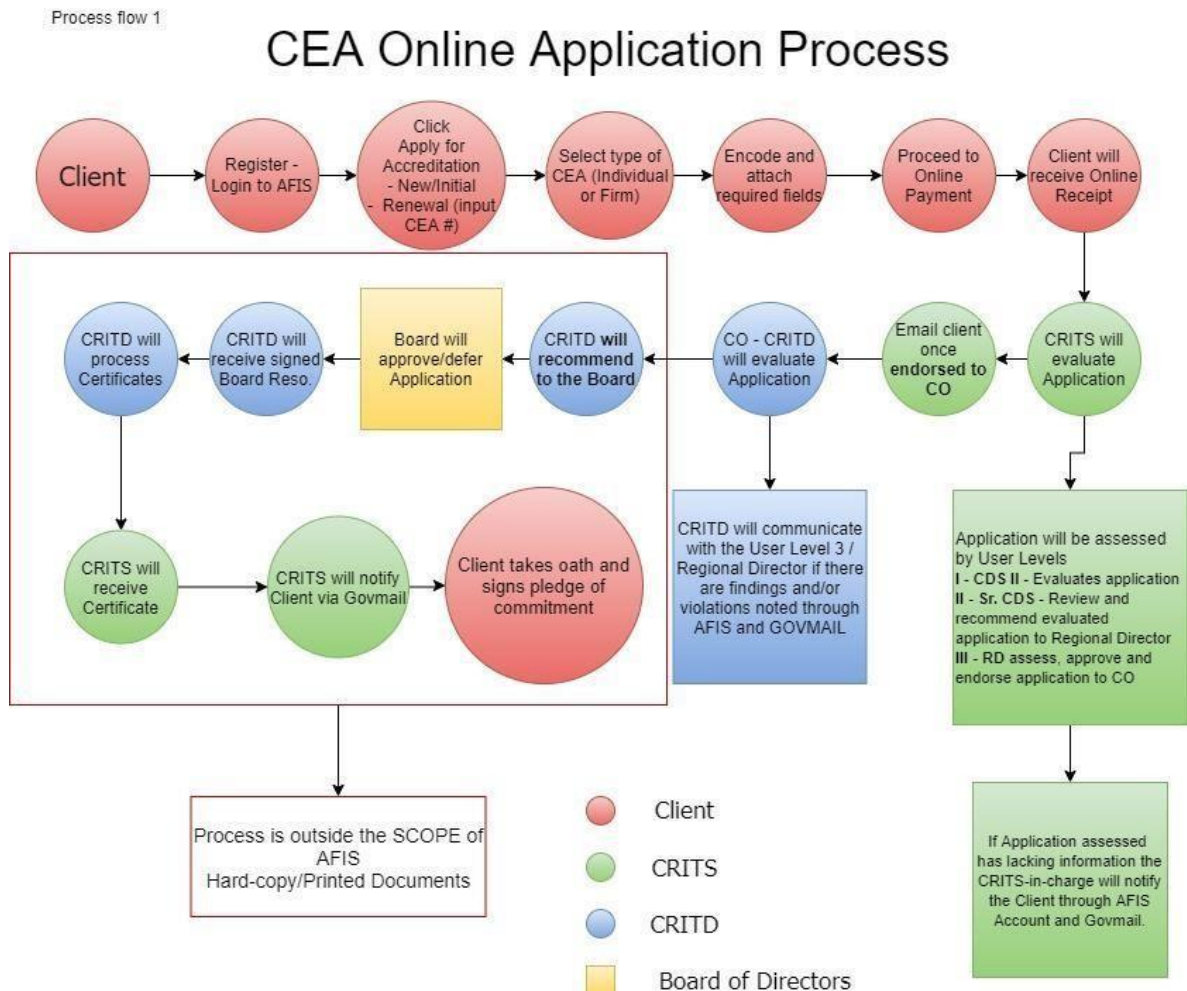 Process flow 1
CEA Online Application Process
Client
Register -
Login to AFIS
Click
Apply for
Accreditation
- New/Initial
- Renewal (input
CEA #)
Select type of
CEA (Individual
or Firm)
Encode and
attach
required fields
Proceed to
Online
Payment
Client will
receive Online
Receipt
CRITS will
evaluate
Application
Email client
once
endorsed to
CO
CO - CRITD
will evaluate
Application
CRITD will
recommend
to the Board
Board will
approve/defer
Application
CRITD will
receive signed
Board Reso.
CRITD will
process
Certificates
CRITS will
receive
Certificate
CRITS will notify
Client via Govmail
Client takes oath and
signs pledge of
commitment
CRITD will communicate
with the User Level 3 /
Regional Director if there
are findings and/or
violations noted through
AFIS and GOVMAIL
Application will be assessed
by User Levels
I - CDS II - Evaluates application
II - Sr. CDS - Review and
recommend evaluated
application to Regional Director
III - RD assess, approve and
endorse application to CO
If Application assessed
has lacking information the
CRITS-in-charge will notify
the Client through AFIS
Account and Govmail.
Process is outside the SCOPE of
AFIS
Hard-copy/Printed Documents
Client
CRITS
CRITD
Board of Directors